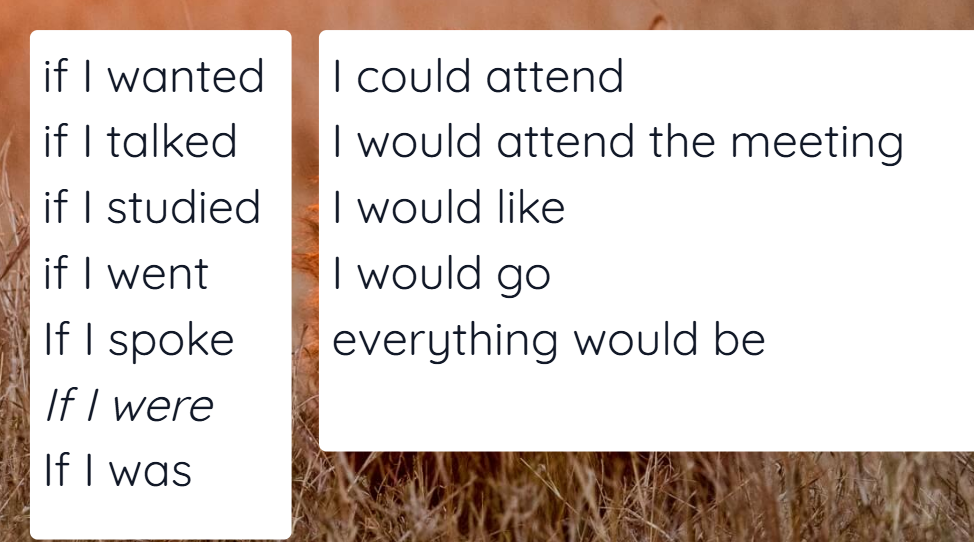 if I wanted
if I talked
if I studied
if I went
If I spoke
If I were
If I was
I could attend
I would attend the meeting
I would like
I would go
everything would be